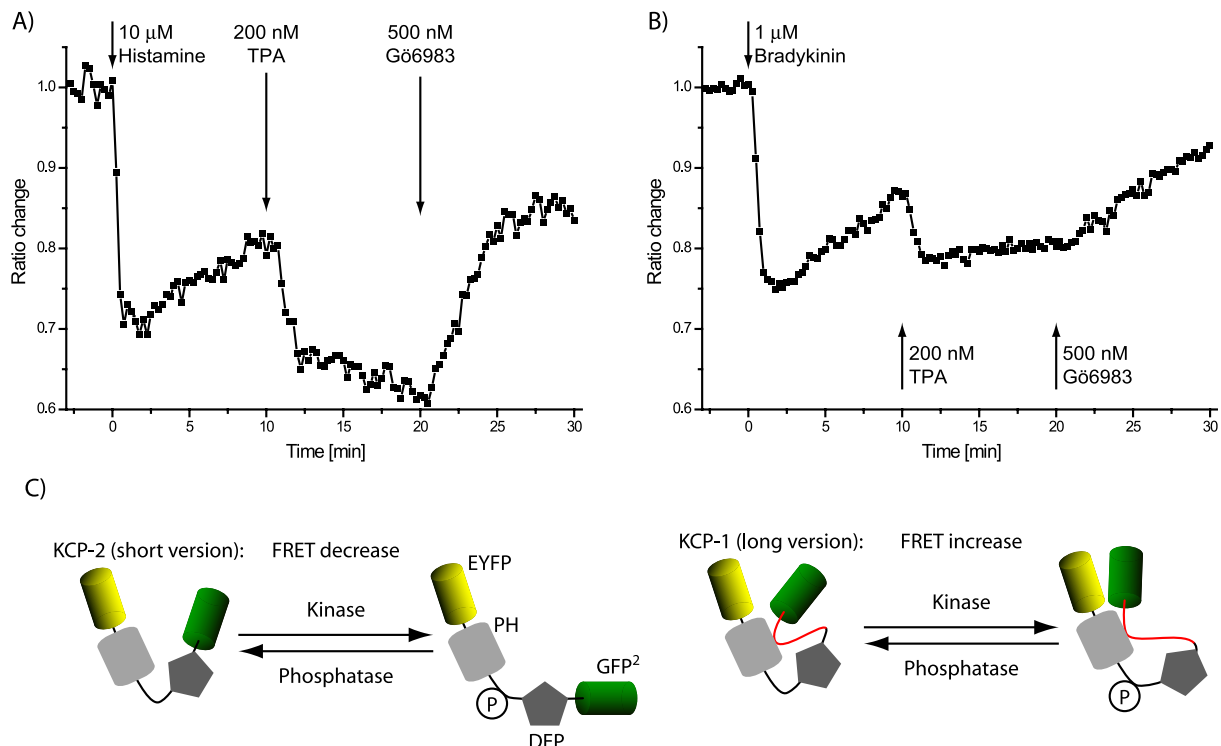 A)
10 µM
Histamine
200 nM
TPA
500 nM
Gö6983
Ratio change
1.0
0.9
0.8
0.7
0.6
0
5
10
15
20
25
30
Time [min]
B)
1 µM
Bradykinin
Ratio change
1.0
0.9
0.8
0.7
0.6
200 nM
TPA
500 nM
Gö6983
0
5
10
15
20
25
30
Time [min]
C)
KCP-2 (short version):
FRET decrease
EYFP
Kinase
PH
Phosphatase
GFP²
P
DEP
KCP-1 (long version):
FRET increase
Kinase
Phosphatase
P